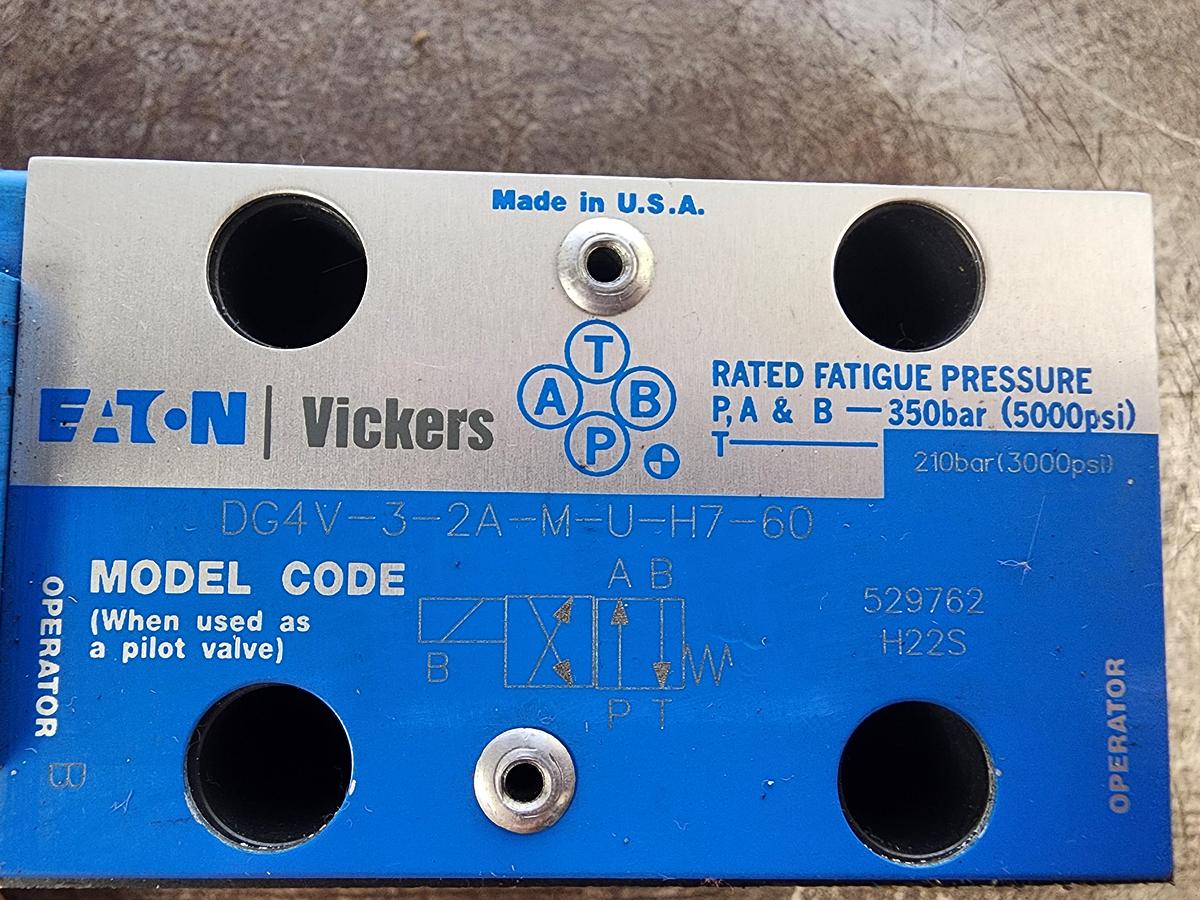 Made in U.S.A.
EATON | Vickers
T
A B
P
RATED FATIGUE PRESSURE
P,A & B — 350bar (5000psi)
T — 210bar(3000psi)
DG4V-3-2A-M-U-H7-60
MODEL CODE
(When used as
a pilot valve)
A B
B
P T
529762
H22S
OPERATOR B
OPERATOR